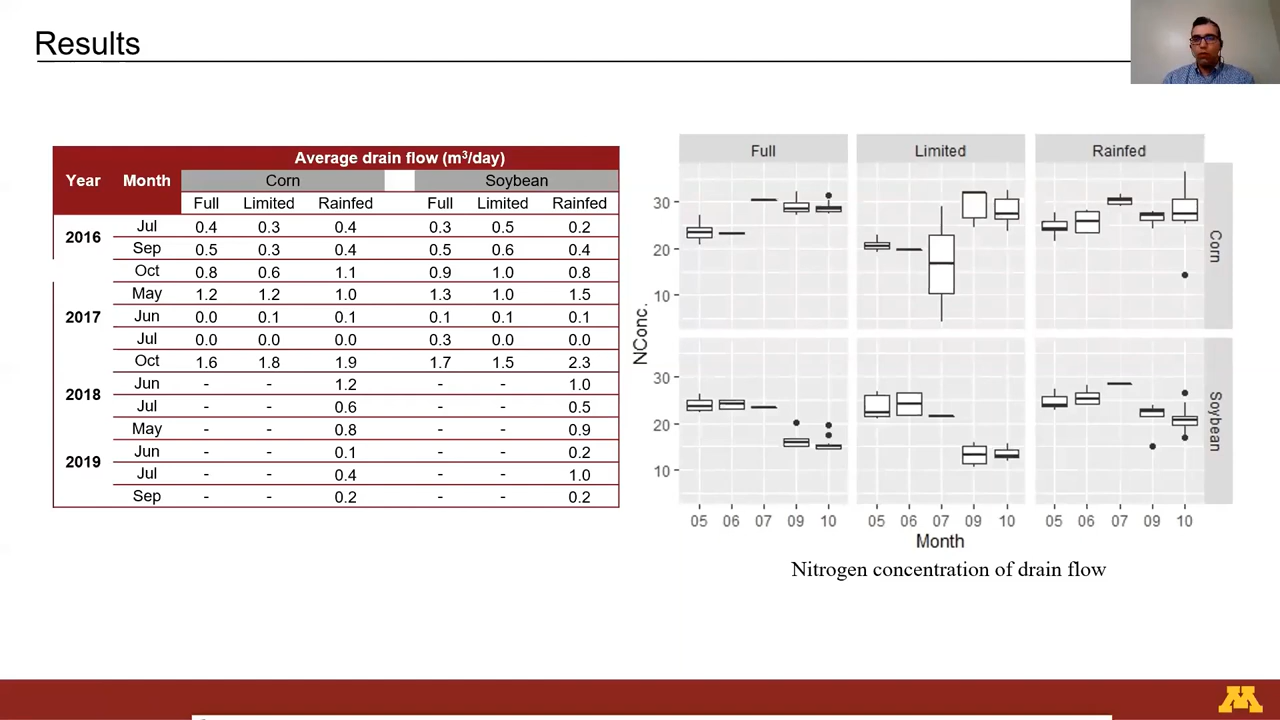 Results
Average drain flow (m³/day)
Year Month Corn Soybean
Full Limited Rainfed Full Limited Rainfed
2016 Jul 0.4 0.3 0.4 0.3 0.5 0.2
Sep 0.5 0.3 0.4 0.5 0.6 0.4
Oct 0.8 0.6 1.1 0.9 1.0 0.8
2017 May 1.2 1.2 1.0 1.3 1.0 1.5
Jun 0.0 0.1 0.1 0.1 0.1 0.1
Jul 0.0 0.0 0.0 0.3 0.0 0.0
Oct 1.6 1.8 1.9 1.7 1.5 2.3
2018 Jun - - 1.2 - - 1.0
Jul - - 0.6 - - 0.5
2019 May - - 0.8 - - 0.9
Jun - - 0.1 - - 0.2
Jul - - 0.4 - - 1.0
Sep - - 0.2 - - 0.2
Full Limited Rainfed
NConc.
30
20
10
Corn
30
20
10
Soybean
05 06 07 09 10 05 06 07 09 10 05 06 07 09 10
Month
Nitrogen concentration of drain flow
M